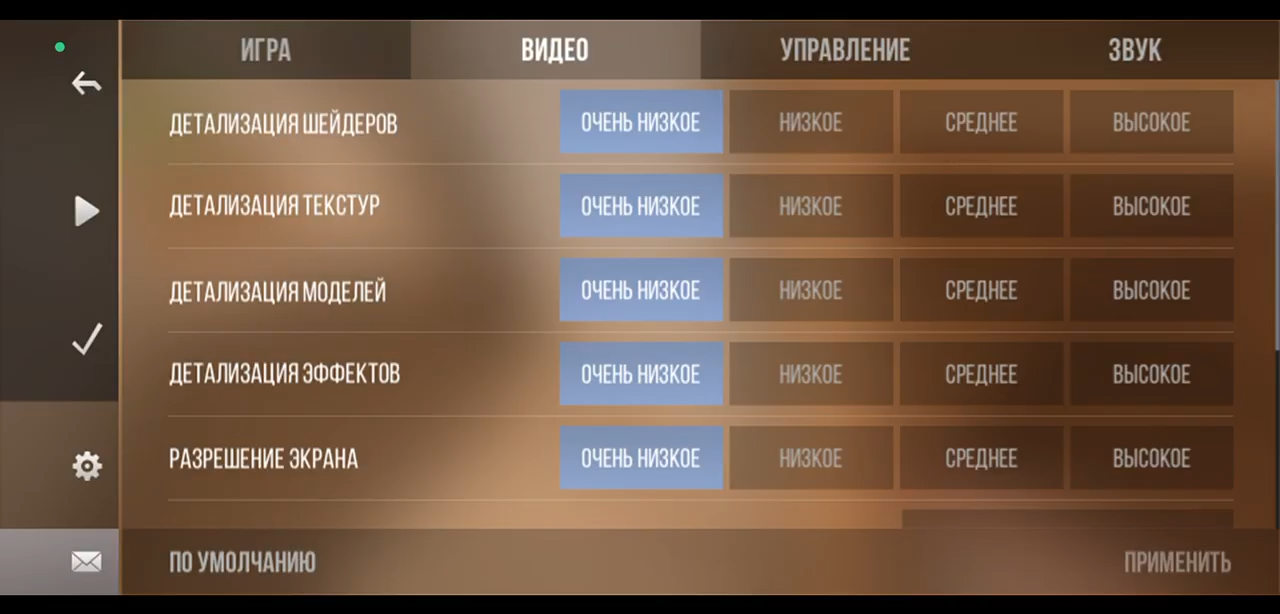 ИГРА ВИДЕО УПРАВЛЕНИЕ ЗВУК
ДЕТАЛИЗАЦИЯ ШЕЙДЕРОВ ОЧЕНЬ НИЗКОЕ НИЗКОЕ СРЕДНЕЕ ВЫСОКОЕ
ДЕТАЛИЗАЦИЯ ТЕКСТУР ОЧЕНЬ НИЗКОЕ НИЗКОЕ СРЕДНЕЕ ВЫСОКОЕ
ДЕТАЛИЗАЦИЯ МОДЕЛЕЙ ОЧЕНЬ НИЗКОЕ НИЗКОЕ СРЕДНЕЕ ВЫСОКОЕ
ДЕТАЛИЗАЦИЯ ЭФФЕКТОВ ОЧЕНЬ НИЗКОЕ НИЗКОЕ СРЕДНЕЕ ВЫСОКОЕ
РАЗРЕШЕНИЕ ЭКРАНА ОЧЕНЬ НИЗКОЕ НИЗКОЕ СРЕДНЕЕ ВЫСОКОЕ
ПО УМОЛЧАНИЮ ПРИМЕНИТЬ